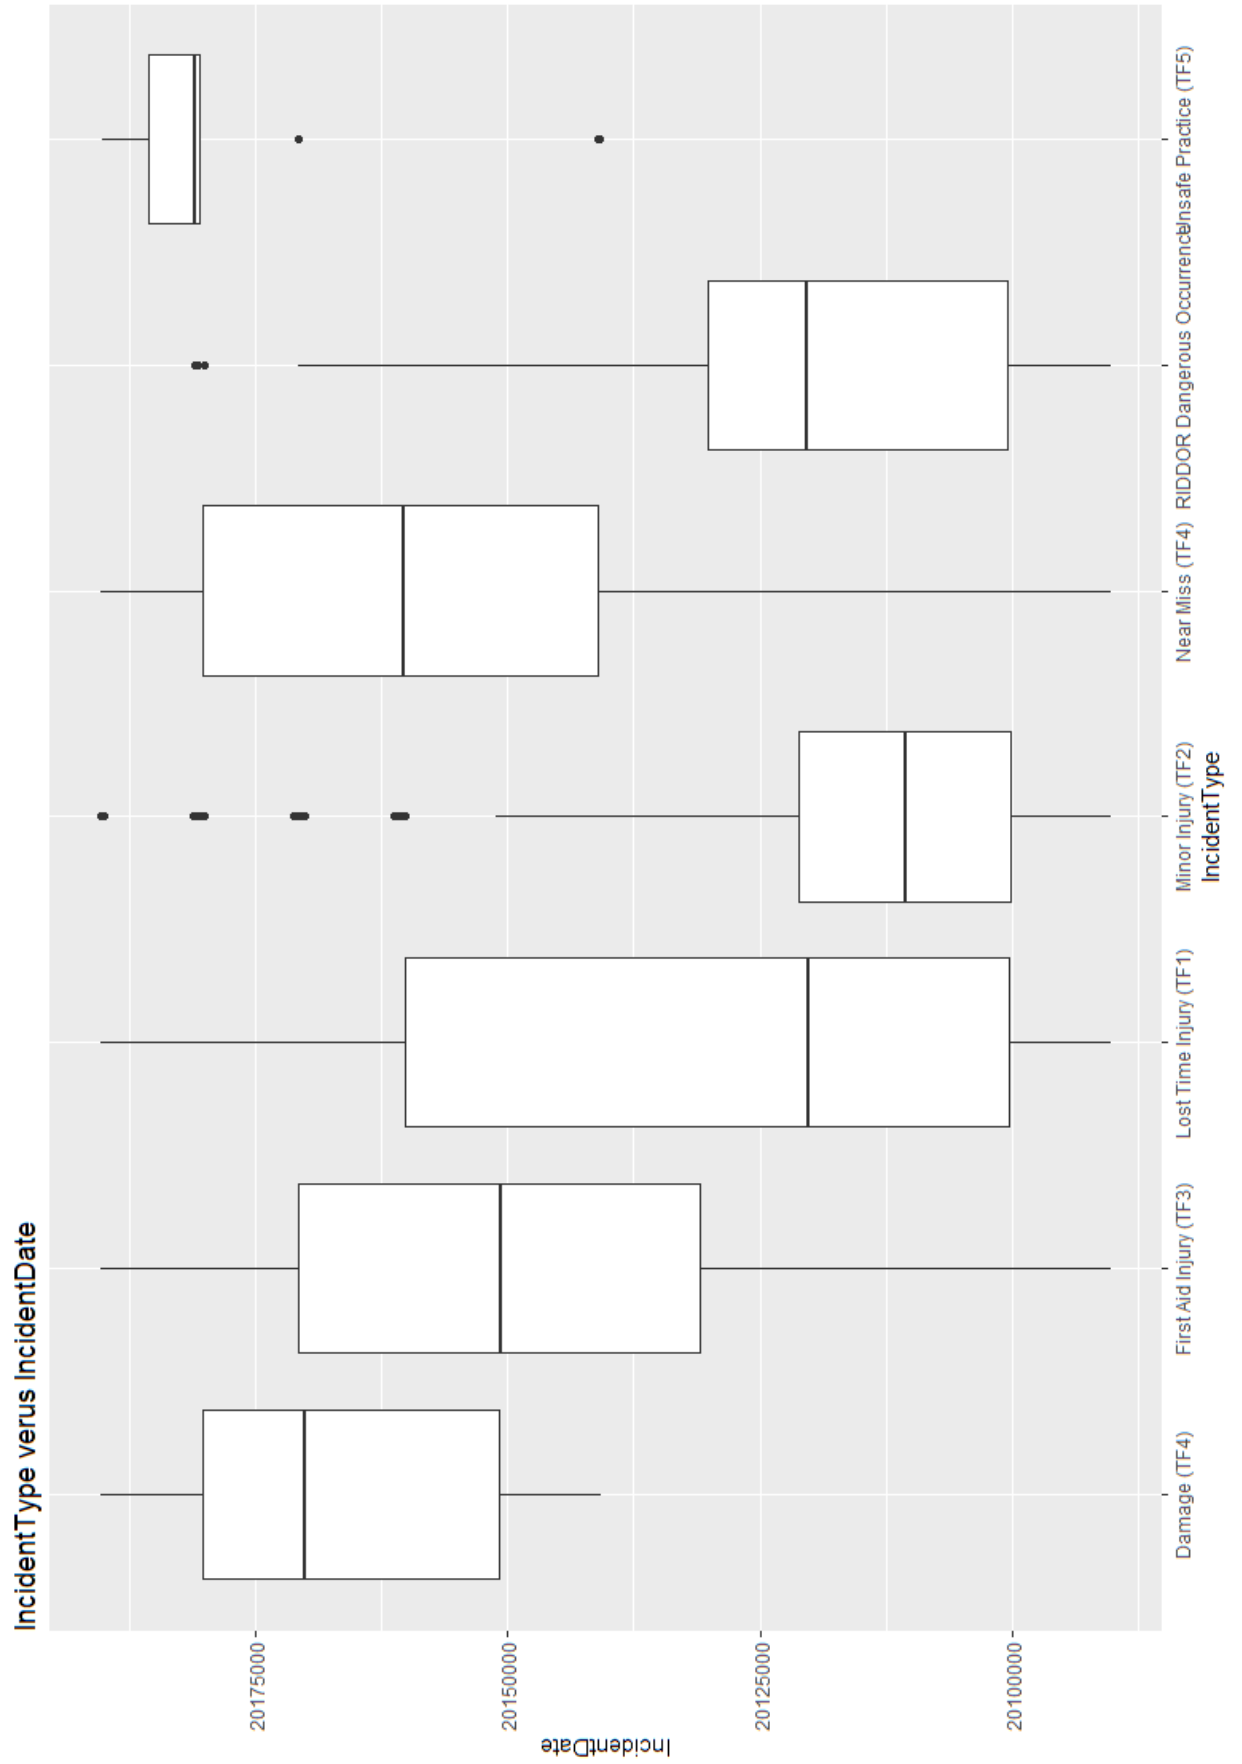 IncidentType verus IncidentDate
IncidentDate
20175000
20150000
20125000
20100000
Damage (TF4)
First Aid Injury (TF3)
Lost Time Injury (TF1)
Minor Injury (TF2)
Near Miss (TF4)
RIDDOR Dangerous Occurrence
Unsafe Practice (TF5)
IncidentType